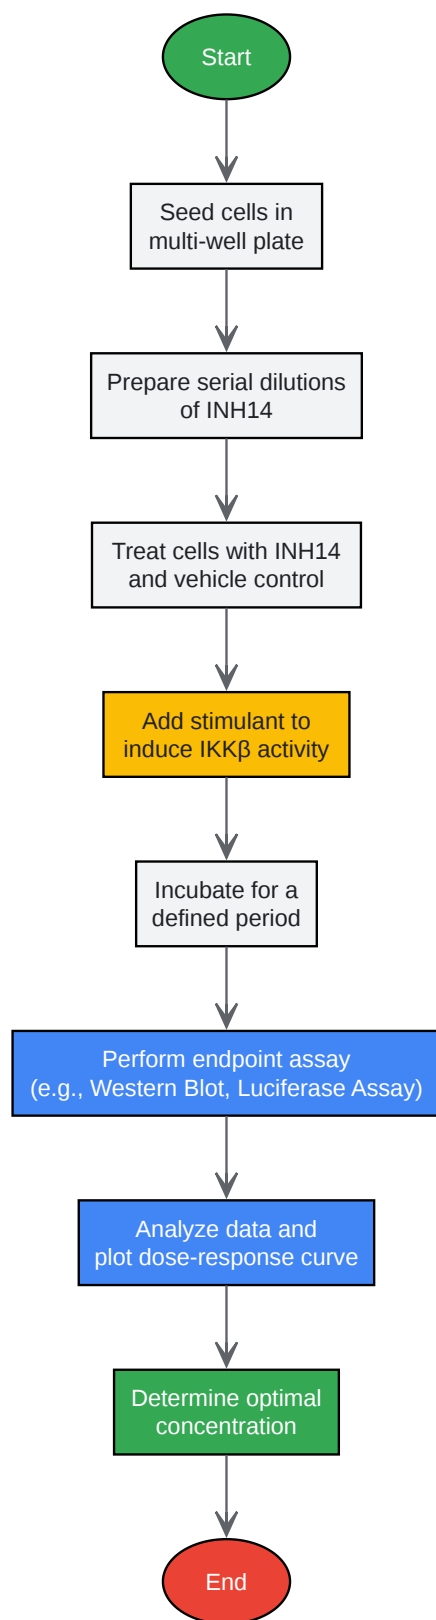 Start
Seed cells in
multi-well plate
Prepare serial dilutions
of INH14
Treat cells with INH14
and vehicle control
Add stimulant to
induce IKKβ activity
Incubate for a
defined period
Perform endpoint assay
(e.g., Western Blot, Luciferase Assay)
Analyze data and
plot dose-response curve
Determine optimal
concentration
End